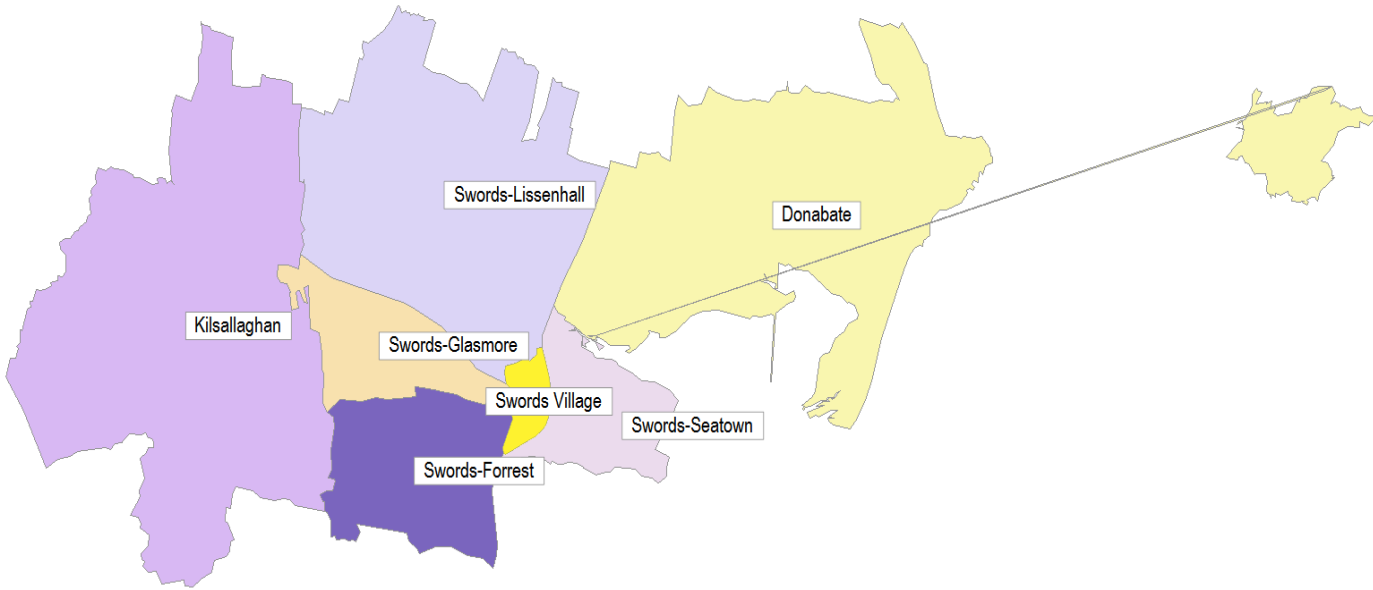 Swords-Lissenhall
Donabate
Kilsallaghan
Swords-Glasmore
Swords Village
Swords-Seatown
Swords-Forrest